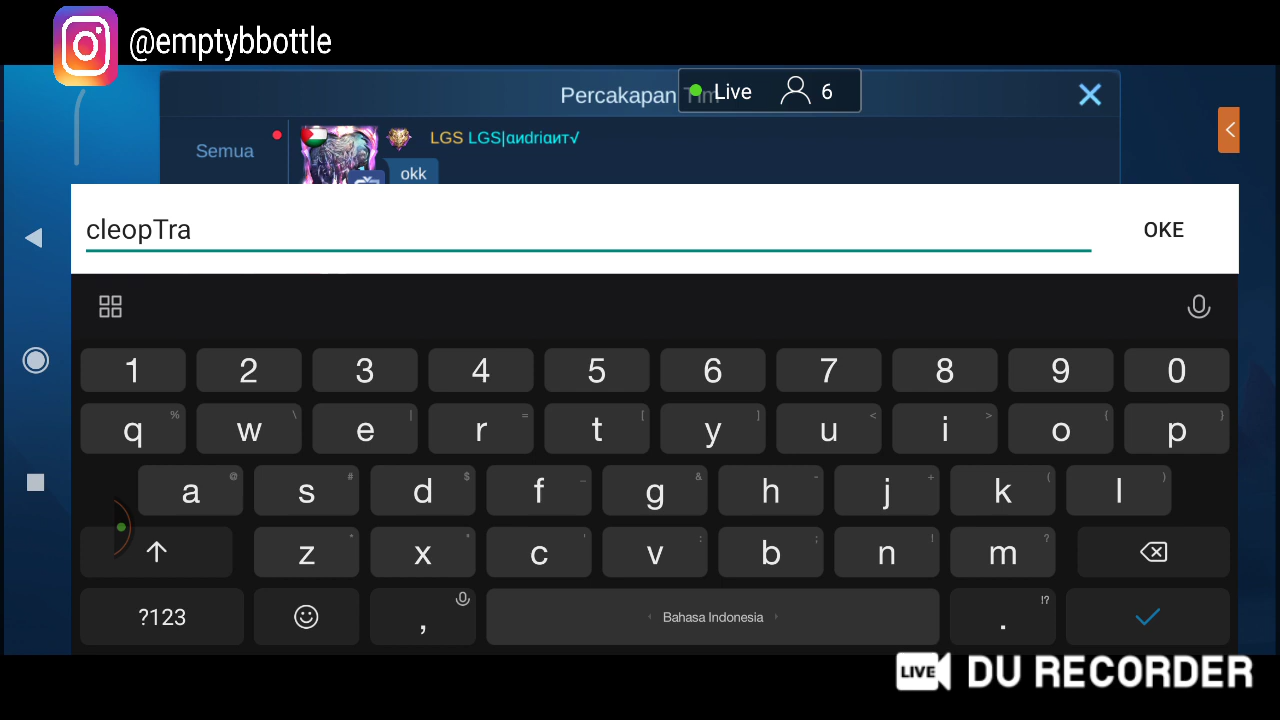 @emptybbottle
Percakapan Tim
Live 6
Semua
LGS LGS|αиdriαит√
okk
cleopTra
OKE
1 2 3 4 5 6 7 8 9 0
q % w \ e | r = t [ y ] u < i > o { p }
a @ s # d $ f _ g & h - j + k ( l )
z * x " c ' v : b ; n ! m ?
?123 , Bahasa Indonesia . !?
LIVE DU RECORDER